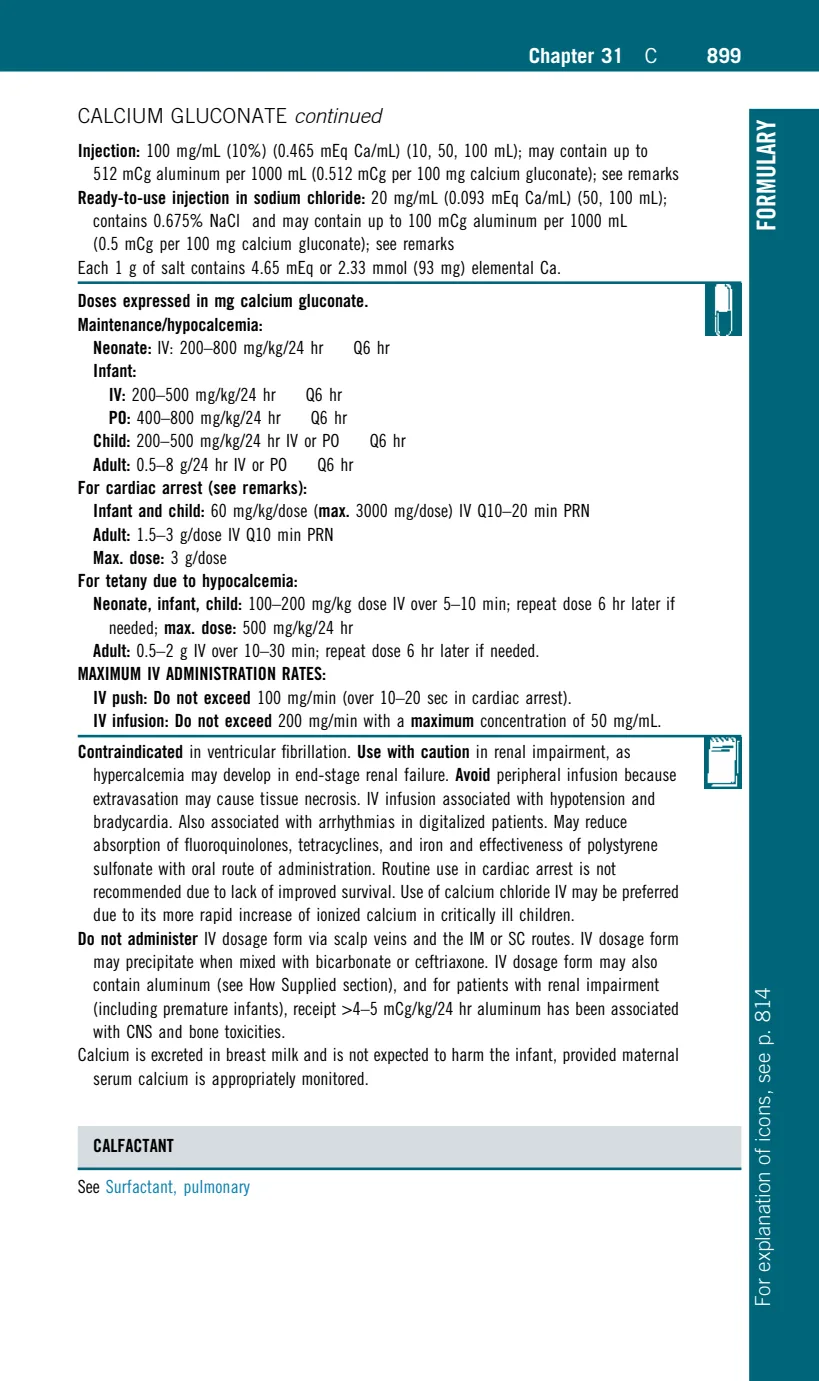 Chapter 31 C 899
CALCIUM GLUCONATE continued
Injection: 100 mg/mL (10%) (0.465 mEq Ca/mL) (10, 50, 100 mL); may contain up to
512 mCg aluminum per 1000 mL (0.512 mCg per 100 mg calcium gluconate); see remarks
Ready-to-use injection in sodium chloride: 20 mg/mL (0.093 mEq Ca/mL) (50, 100 mL);
contains 0.675% NaCl and may contain up to 100 mCg aluminum per 1000 mL
(0.5 mCg per 100 mg calcium gluconate); see remarks
Each 1 g of salt contains 4.65 mEq or 2.33 mmol (93 mg) elemental Ca.
Doses expressed in mg calcium gluconate.
Maintenance/hypocalcemia:
Neonate: IV: 200–800 mg/kg/24 hr Q6 hr
Infant:
IV: 200–500 mg/kg/24 hr Q6 hr
PO: 400–800 mg/kg/24 hr Q6 hr
Child: 200–500 mg/kg/24 hr IV or PO Q6 hr
Adult: 0.5–8 g/24 hr IV or PO Q6 hr
For cardiac arrest (see remarks):
Infant and child: 60 mg/kg/dose (max. 3000 mg/dose) IV Q10–20 min PRN
Adult: 1.5–3 g/dose IV Q10 min PRN
Max. dose: 3 g/dose
For tetany due to hypocalcemia:
Neonate, infant, child: 100–200 mg/kg dose IV over 5–10 min; repeat dose 6 hr later if
needed; max. dose: 500 mg/kg/24 hr
Adult: 0.5–2 g IV over 10–30 min; repeat dose 6 hr later if needed.
MAXIMUM IV ADMINISTRATION RATES:
IV push: Do not exceed 100 mg/min (over 10–20 sec in cardiac arrest).
IV infusion: Do not exceed 200 mg/min with a maximum concentration of 50 mg/mL.
Contraindicated in ventricular fibrillation. Use with caution in renal impairment, as
hypercalcemia may develop in end-stage renal failure. Avoid peripheral infusion because
extravasation may cause tissue necrosis. IV infusion associated with hypotension and
bradycardia. Also associated with arrhythmias in digitalized patients. May reduce
absorption of fluoroquinolones, tetracyclines, and iron and effectiveness of polystyrene
sulfonate with oral route of administration. Routine use in cardiac arrest is not
recommended due to lack of improved survival. Use of calcium chloride IV may be preferred
due to its more rapid increase of ionized calcium in critically ill children.
Do not administer IV dosage form via scalp veins and the IM or SC routes. IV dosage form
may precipitate when mixed with bicarbonate or ceftriaxone. IV dosage form may also
contain aluminum (see How Supplied section), and for patients with renal impairment
(including premature infants), receipt >4–5 mCg/kg/24 hr aluminum has been associated
with CNS and bone toxicities.
Calcium is excreted in breast milk and is not expected to harm the infant, provided maternal
serum calcium is appropriately monitored.
CALFACTANT
See Surfactant, pulmonary
FORMULARY
For explanation of icons, see p. 814